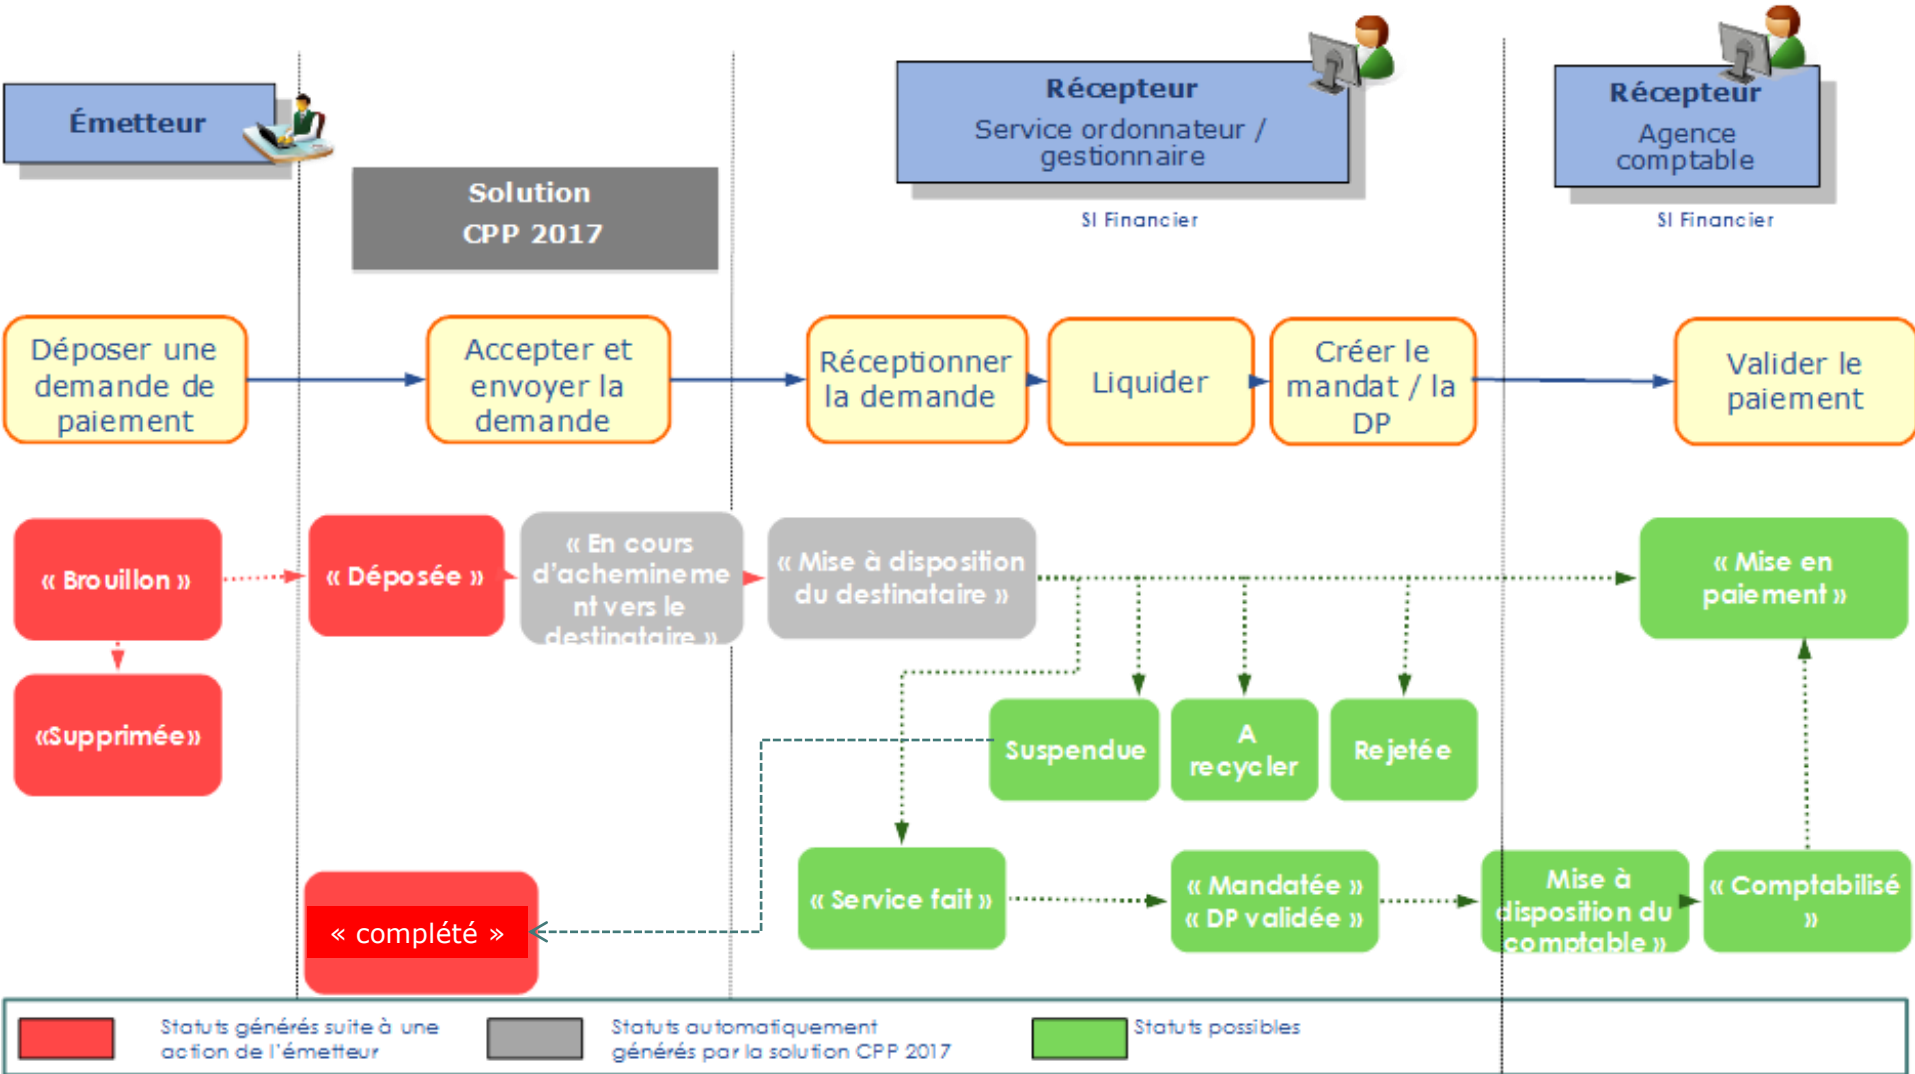 Émetteur
Solution
CPP 2017
Récepteur
Service ordonnateur /
gestionnaire
SI Financier
Récepteur
Agence
comptable
SI Financier
Déposer une
demande de
paiement
Accepter et
envoyer la
demande
Réceptionner
la demande
Liquider
Créer le
mandat / la
DP
Valider le
paiement
« Brouillon »
« Déposée »
« En cours
d'achemineme
nt vers le
destinataire »
« Mise à disposition
du destinataire »
« Mise en
paiement »
«Supprimée»
Suspendue
A
recycler
Rejetée
« complété »
« Service fait »
« Mandatée »
« DP validée »
Mise à
disposition du
comptable »
« Comptabilisé
»
Statuts générés suite à une
action de l'émetteur
Statuts automatiquement
générés par la solution CPP 2017
Statuts possibles